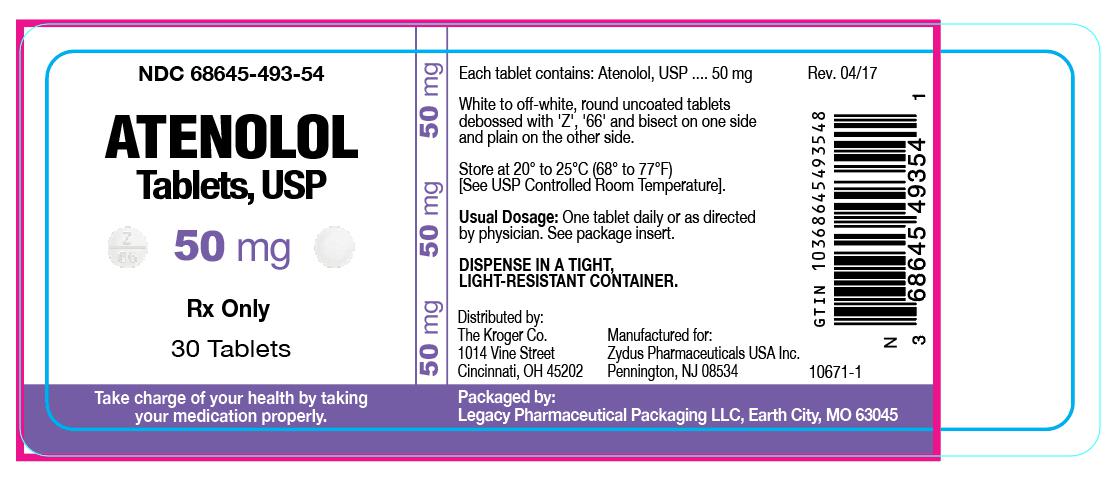 NDC 68645-493-54
ATENOLOL
Tablets, USP
Z
66
50 mg
Rx Only
30 Tablets
Take charge of your health by taking
your medication properly.
50 mg
50 mg
50 mg
Each tablet contains: Atenolol, USP .... 50 mg
White to off-white, round uncoated tablets
debossed with 'Z', '66' and bisect on one side
and plain on the other side.
Store at 20° to 25°C (68° to 77°F)
[See USP Controlled Room Temperature].
Usual Dosage: One tablet daily or as directed
by physician. See package insert.
DISPENSE IN A TIGHT,
LIGHT-RESISTANT CONTAINER.
Distributed by:
The Kroger Co.
1014 Vine Street
Cincinnati, OH 45202
Manufactured for:
Zydus Pharmaceuticals USA Inc.
Pennington, NJ 08534
Packaged by:
Legacy Pharmaceutical Packaging LLC, Earth City, MO 63045
Rev. 04/17
GTIN 10368645493548
N 3 68645 49354 1
10671-1